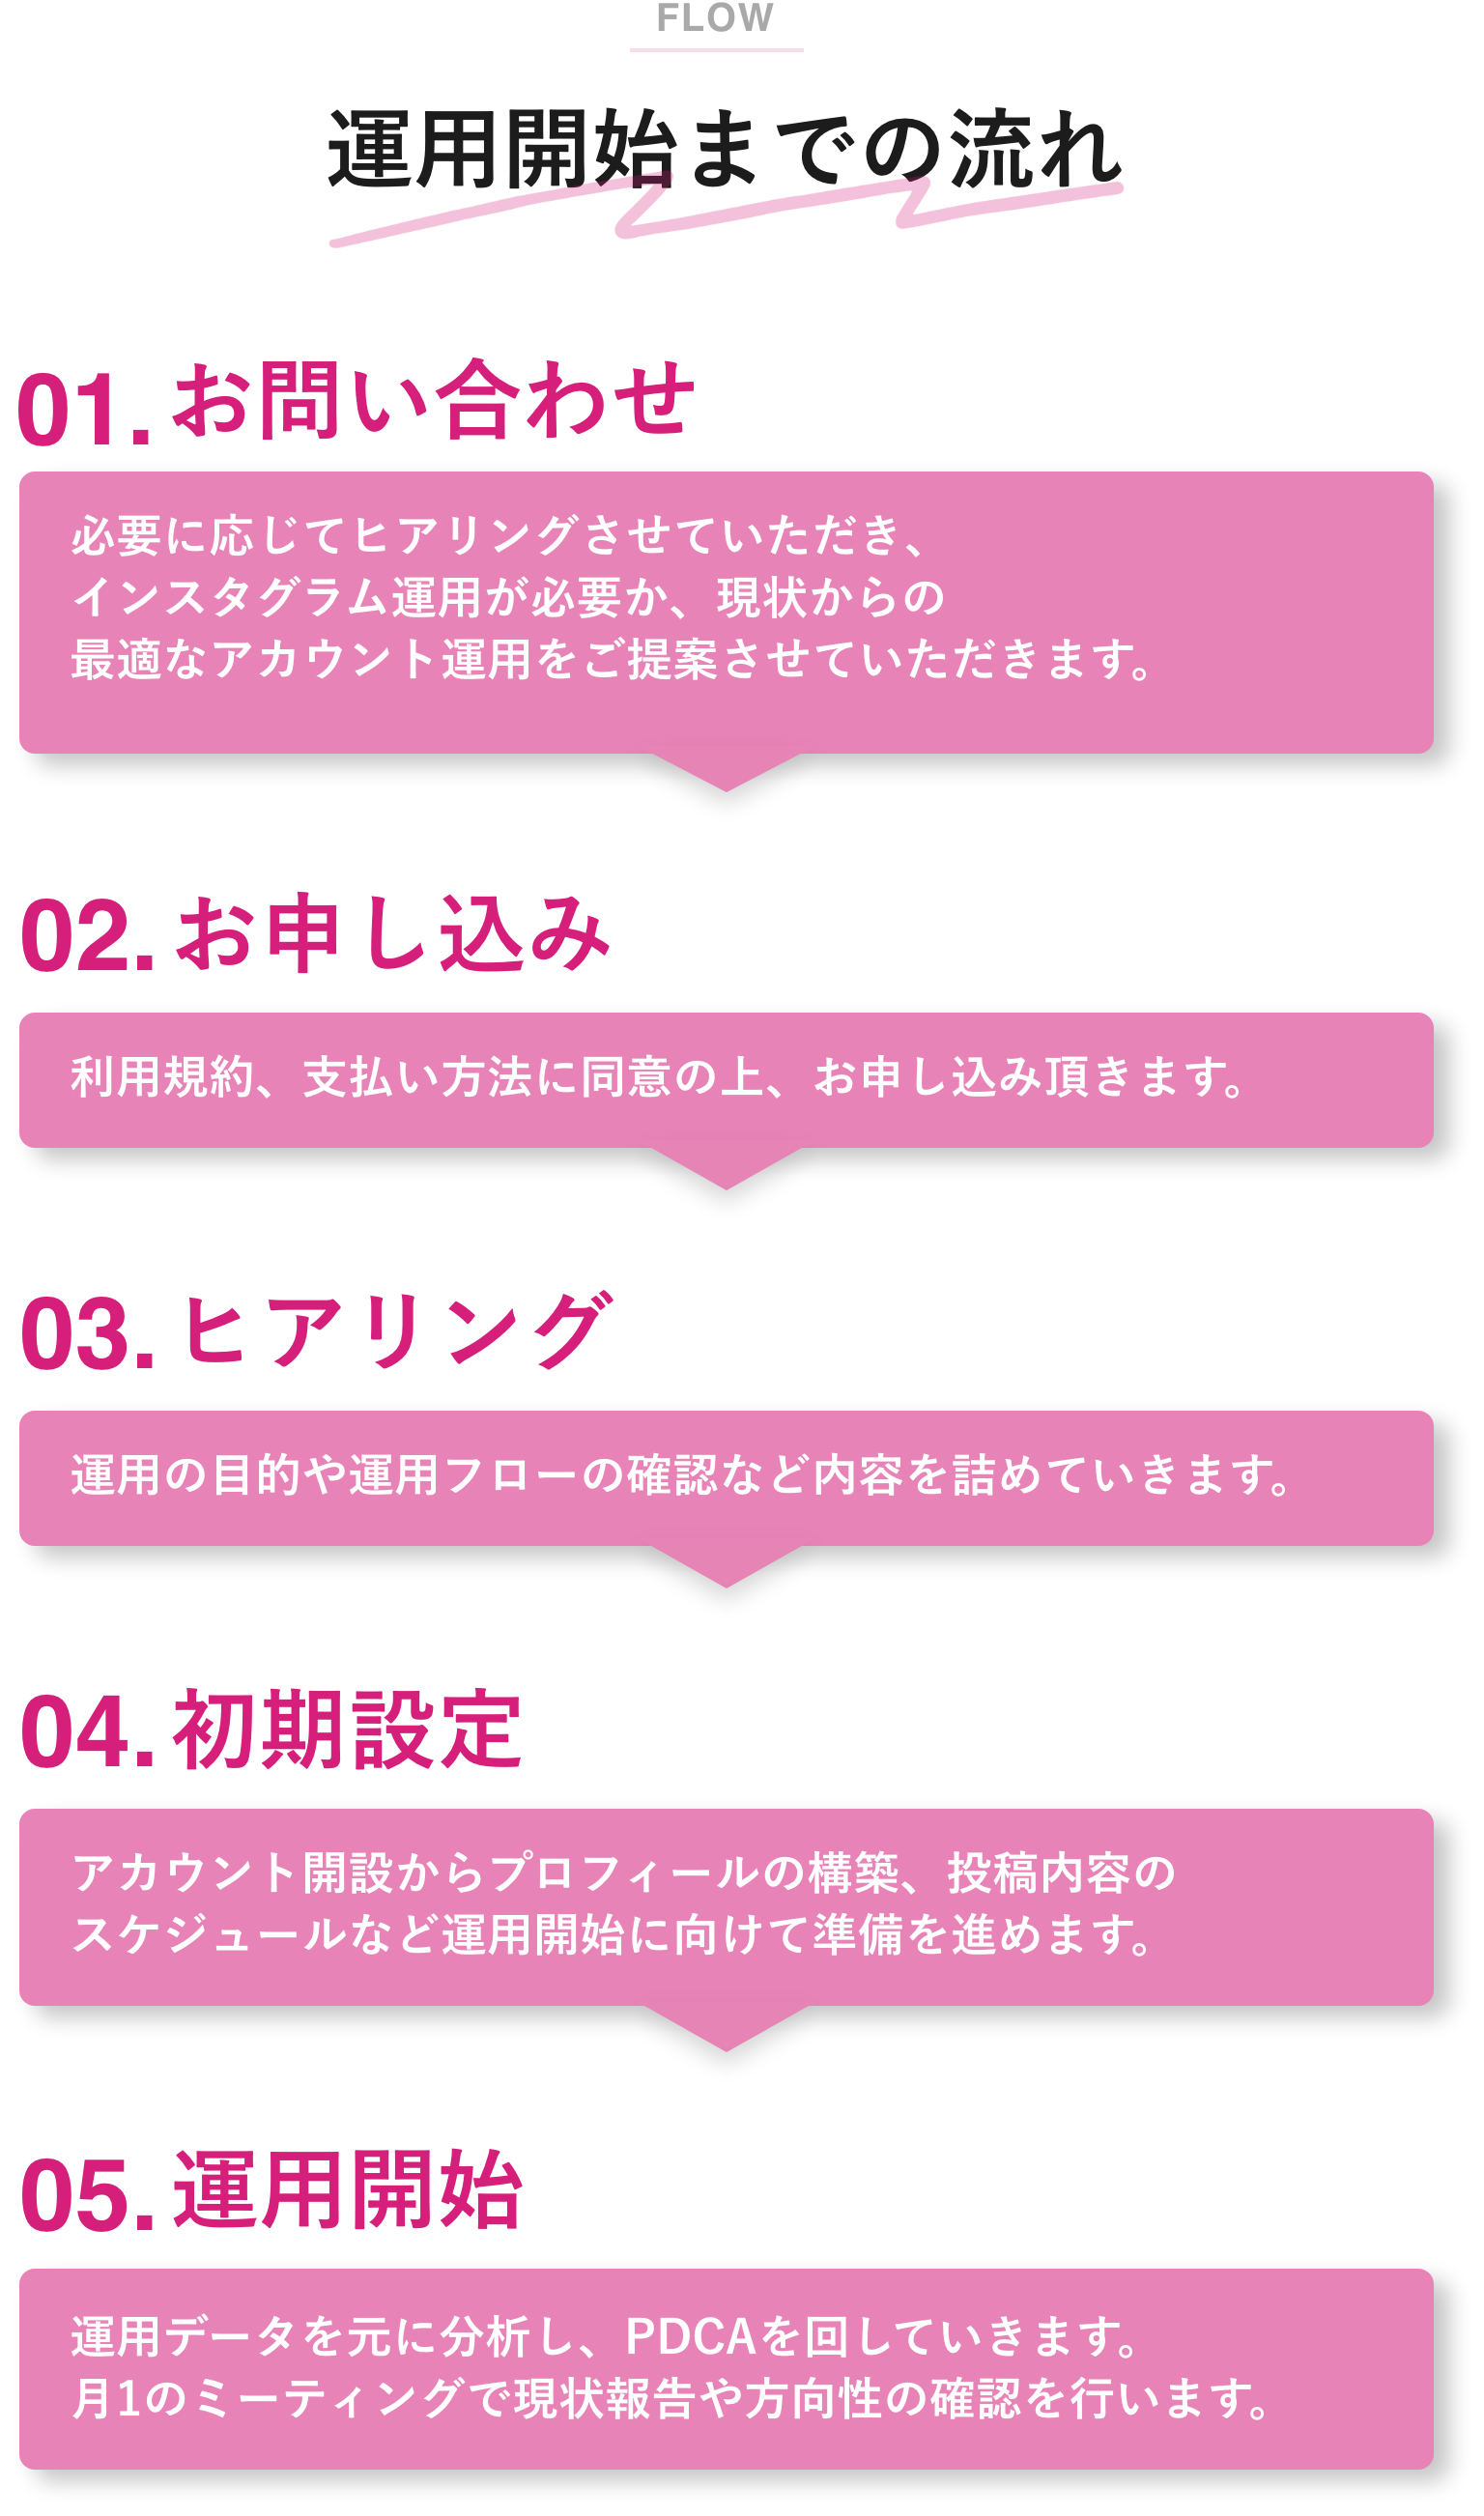 FLOW
運用開始までの流れ
01. お問い合わせ
必要に応じてヒアリングさせていただき、
インスタグラム運用が必要か、現状からの
最適なアカウント運用をご提案させていただきます。
02. お申し込み
利用規約、支払い方法に同意の上、お申し込み頂きます。
03. ヒアリング
運用の目的や運用フローの確認など内容を詰めていきます。
04. 初期設定
アカウント開設からプロフィールの構築、投稿内容の
スケジュールなど運用開始に向けて準備を進めます。
05. 運用開始
運用データを元に分析し、PDCAを回していきます。
月1のミーティングで現状報告や方向性の確認を行います。